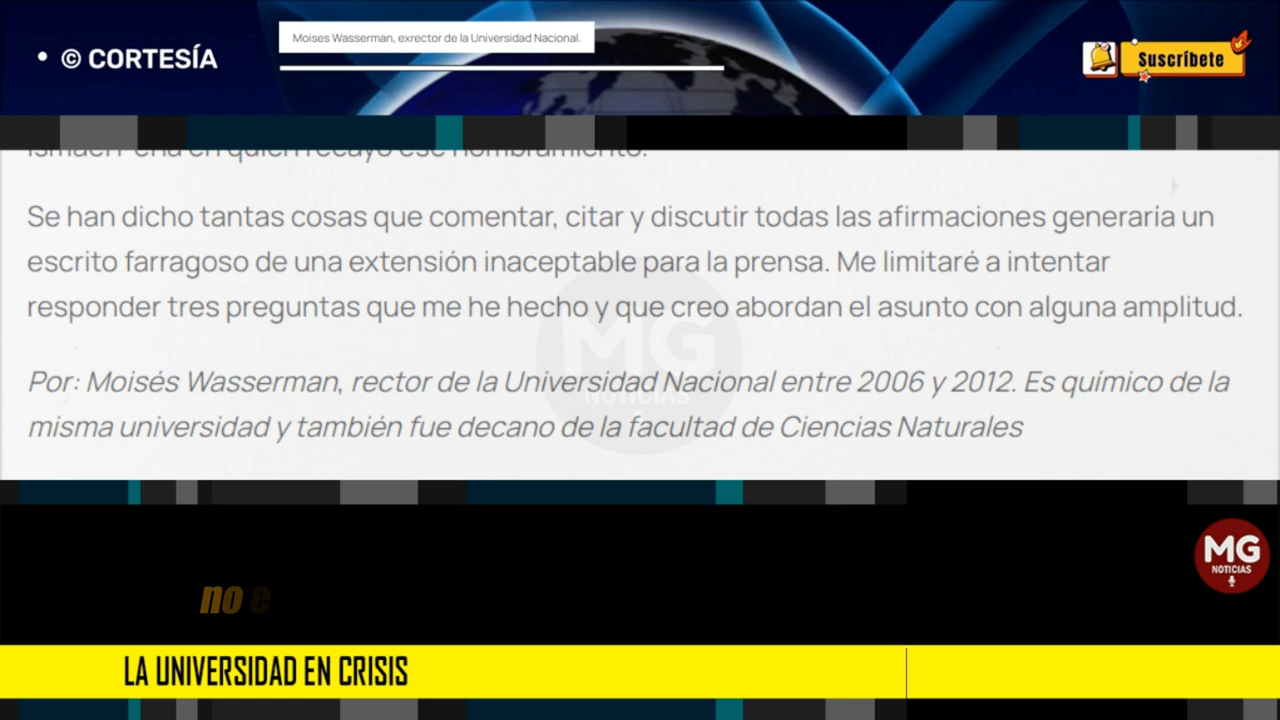 Moises Wasserman, exrector de la Universidad Nacional.
• © CORTESÍA
Suscríbete
Se han dicho tantas cosas que comentar, citar y discutir todas las afirmaciones generaría un
escrito farragoso de una extensión inaceptable para la prensa. Me limitaré a intentar
responder tres preguntas que me he hecho y que creo abordan el asunto con alguna amplitud.
MG
NOTICIAS
Por: Moisés Wasserman, rector de la Universidad Nacional entre 2006 y 2012. Es químico de la
misma universidad y también fue decano de la facultad de Ciencias Naturales
MG
NOTICIAS
no e
LA UNIVERSIDAD EN CRISIS